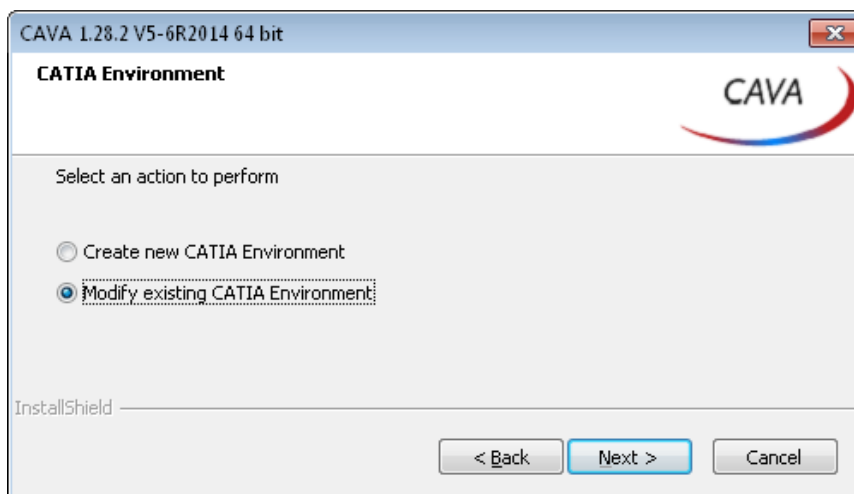 CAVA 1.28.2 V5-6R2014 64 bit
CATIA Environment
CAVA
Select an action to perform
Create new CATIA Environment
Modify existing CATIA Environment
InstallShield
< Back
Next >
Cancel